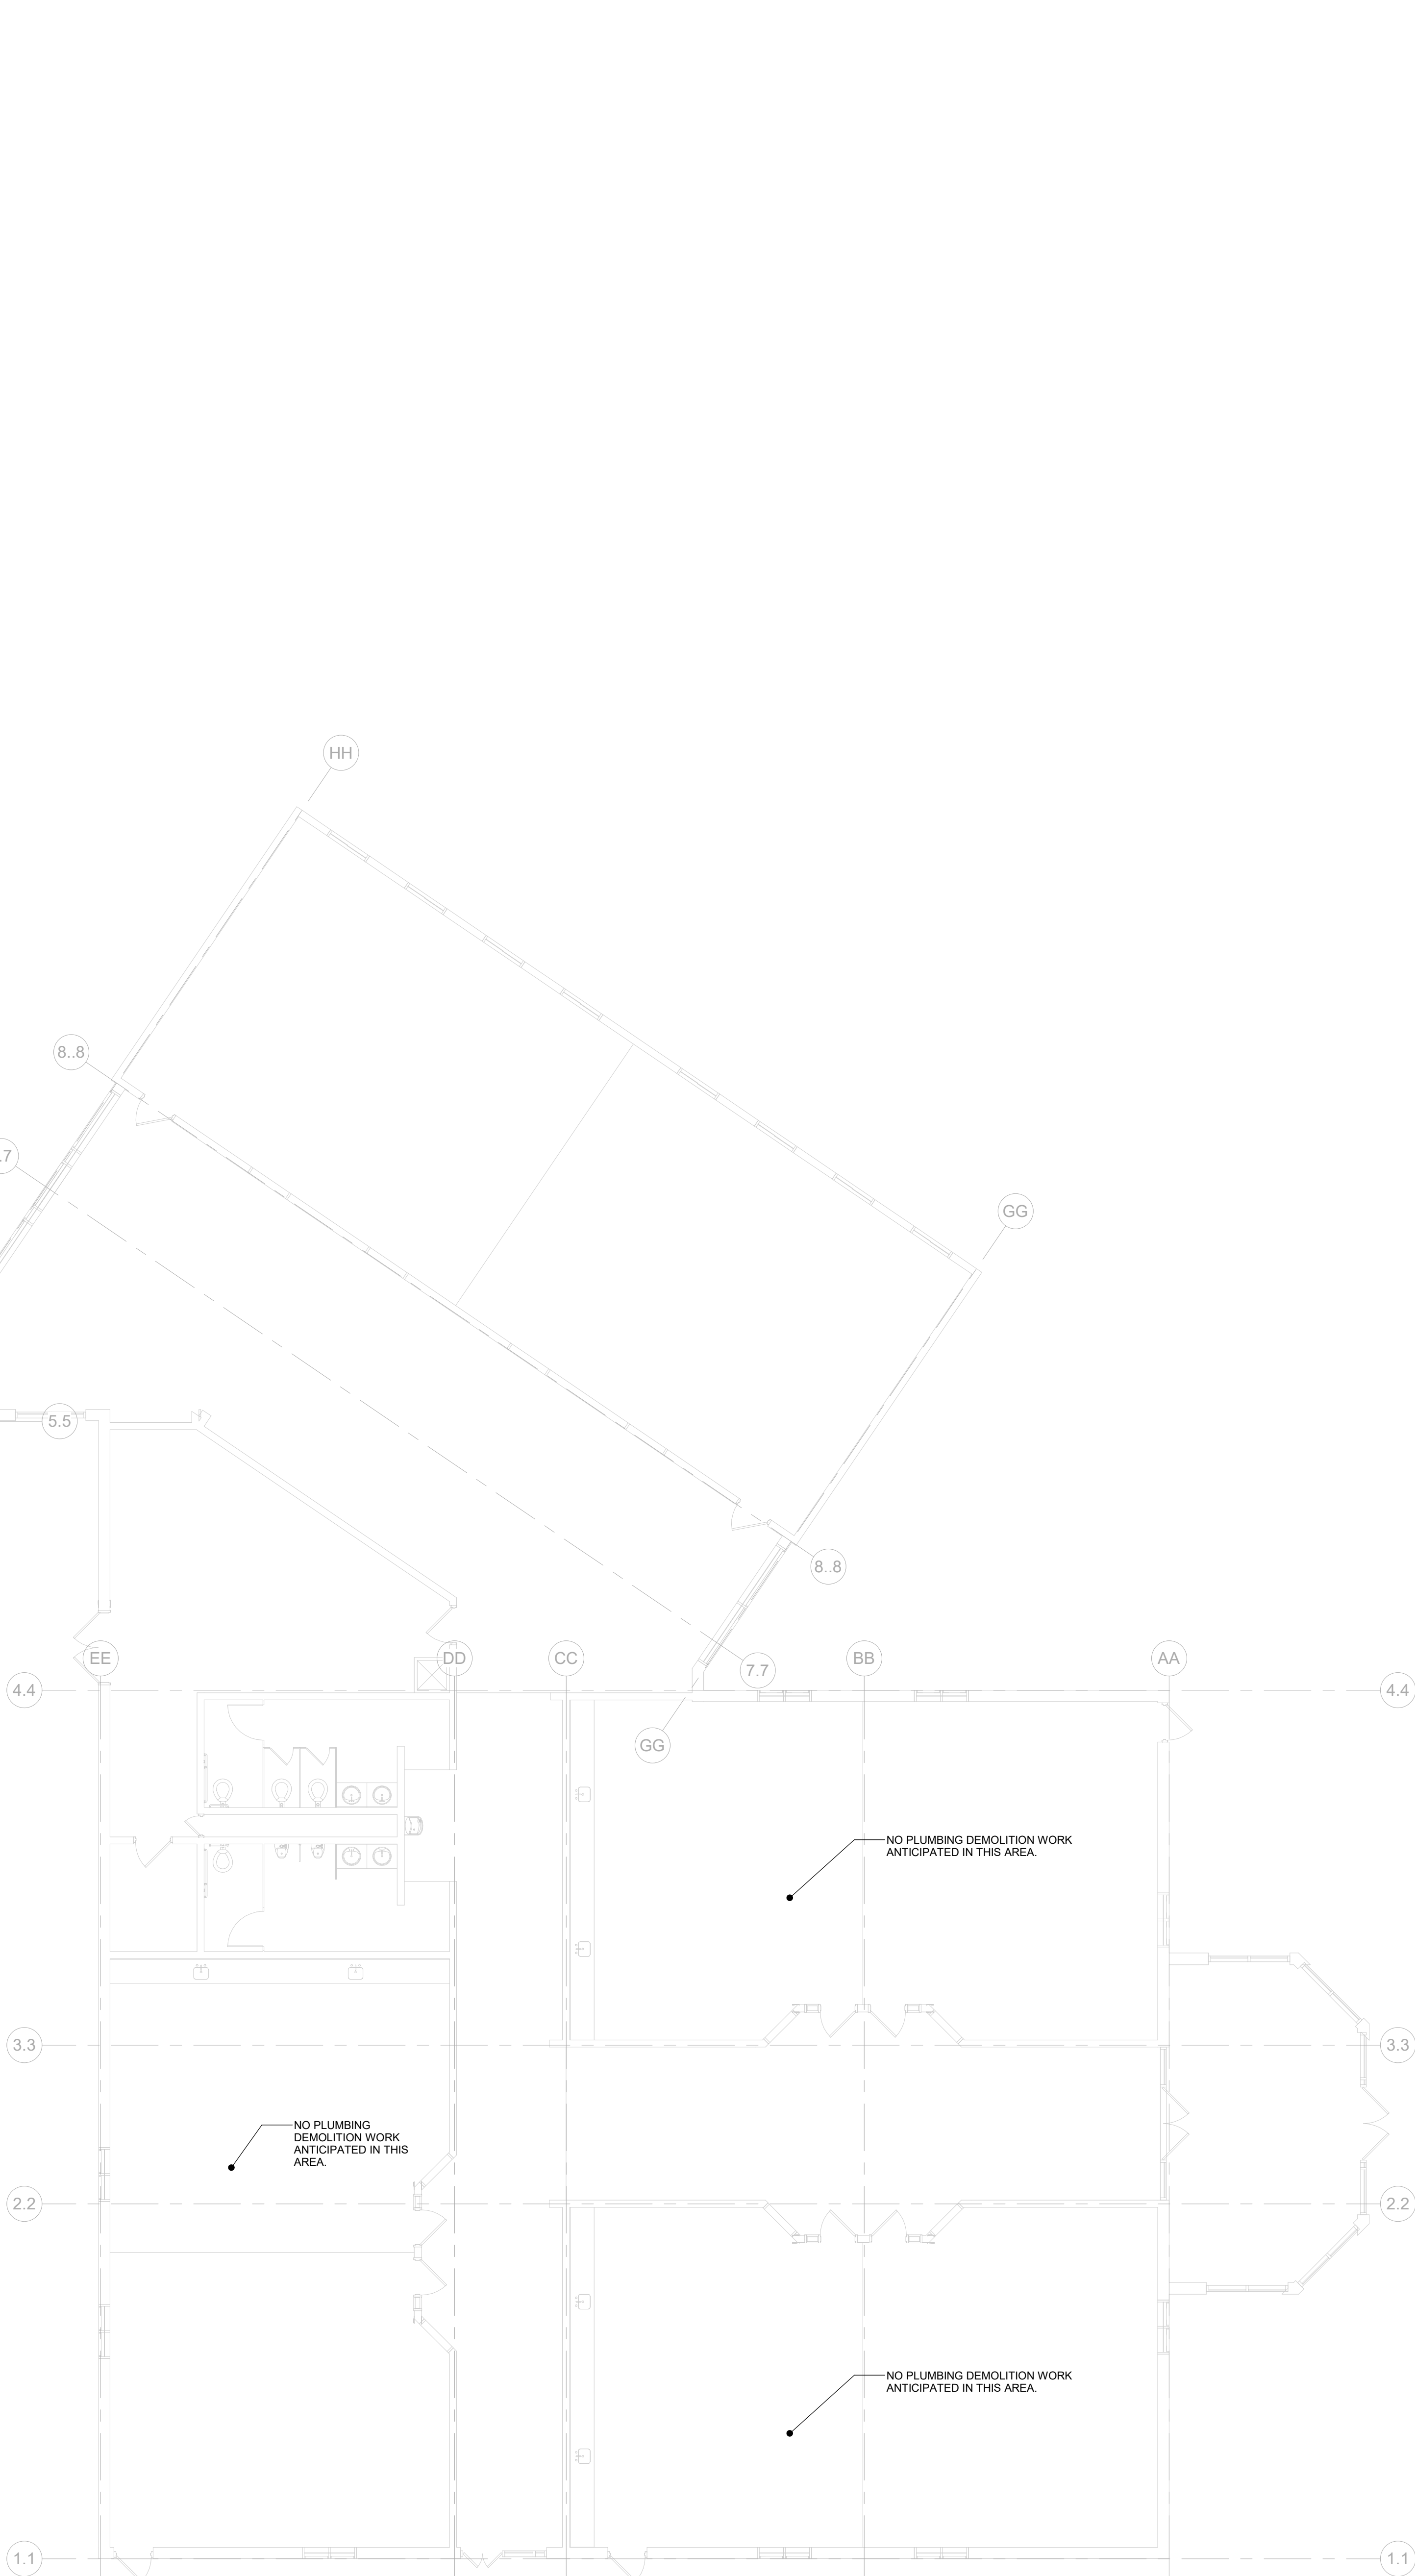 HH
8..8
.7
GG
5.5
8..8
EE
DD
CC
7.7
BB
AA
4.4
4.4
GG
NO PLUMBING DEMOLITION WORK
ANTICIPATED IN THIS AREA.
3.3
3.3
NO PLUMBING
DEMOLITION WORK
ANTICIPATED IN THIS
AREA.
2.2
2.2
NO PLUMBING DEMOLITION WORK
ANTICIPATED IN THIS AREA.
1.1
1.1